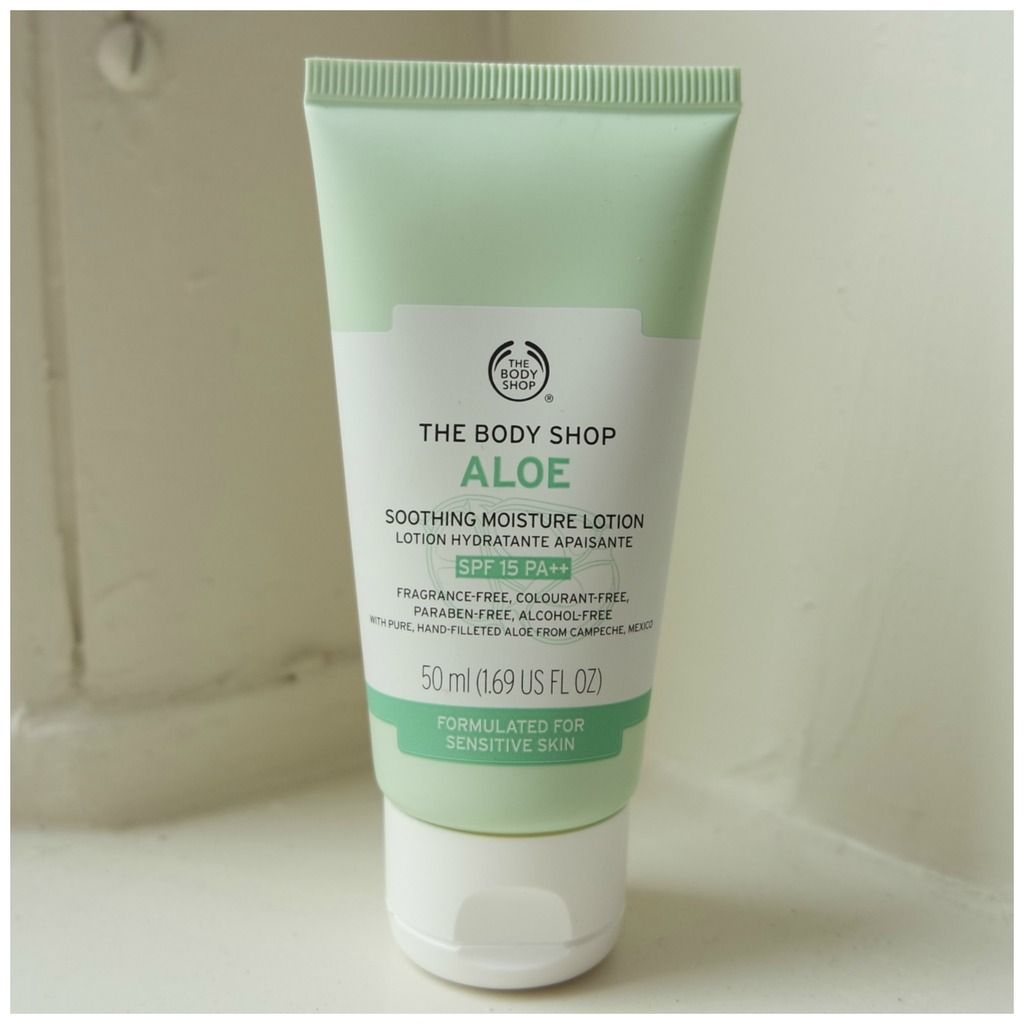 THE
BODY
SHOP
®
THE BODY SHOP
ALOE
SOOTHING MOISTURE LOTION
LOTION HYDRATANTE APAISANTE
SPF 15 PA++
FRAGRANCE-FREE, COLOURANT-FREE,
PARABEN-FREE, ALCOHOL-FREE
WITH PURE, HAND-FILLETED ALOE FROM CAMPECHE, MEXICO
50 ml (1.69 US FL OZ)
FORMULATED FOR
SENSITIVE SKIN